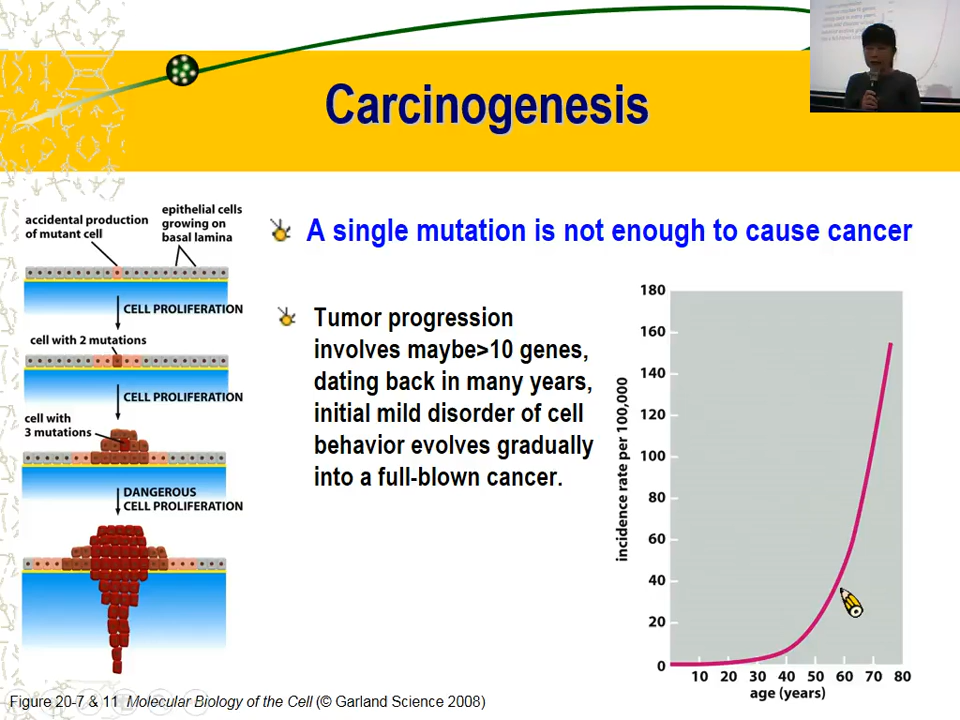 Carcinogenesis
accidental production
of mutant cell
epithelial cells
growing on
basal lamina
CELL PROLIFERATION
cell with 2 mutations
CELL PROLIFERATION
cell with
3 mutations
DANGEROUS
CELL PROLIFERATION
A single mutation is not enough to cause cancer
Tumor progression
involves maybe>10 genes,
dating back in many years,
initial mild disorder of cell
behavior evolves gradually
into a full-blown cancer.
incidence rate per 100,000
180
160
140
120
100
80
60
40
20
0
10 20 30 40 50 60 70 80
age (years)
Figure 20-7 & 11 Molecular Biology of the Cell (© Garland Science 2008)